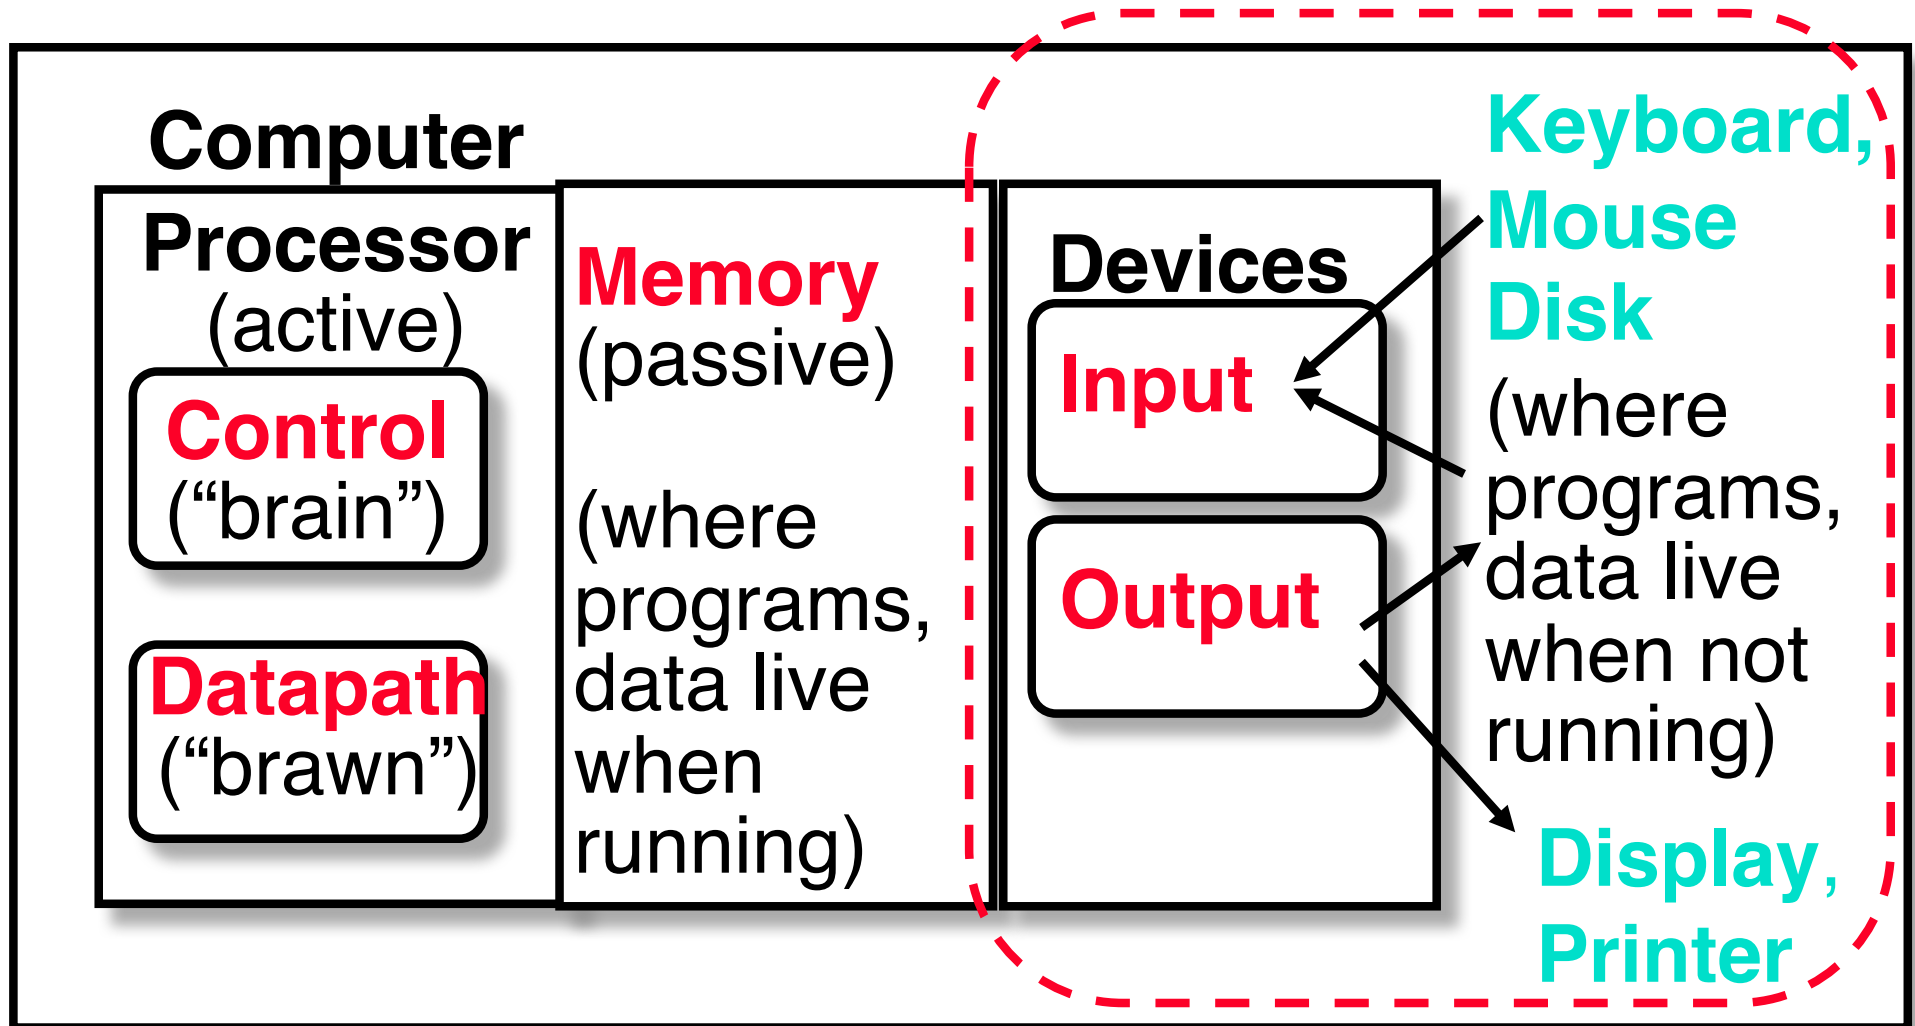 Computer
Processor
(active)
Control
(“brain”)
Datapath
(“brawn”)
Memory
(passive)
(where
programs,
data live
when
running)
Devices
Input
Output
Keyboard,
Mouse
Disk
(where
programs,
data live
when not
running)
Display,
Printer